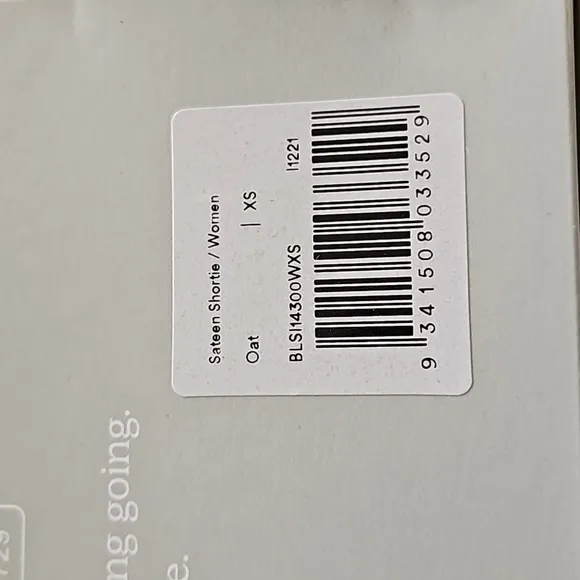 Sateen Shortie / Women
Oat | XS
BLSI14300WXS I1221
9 341508 033529
going.